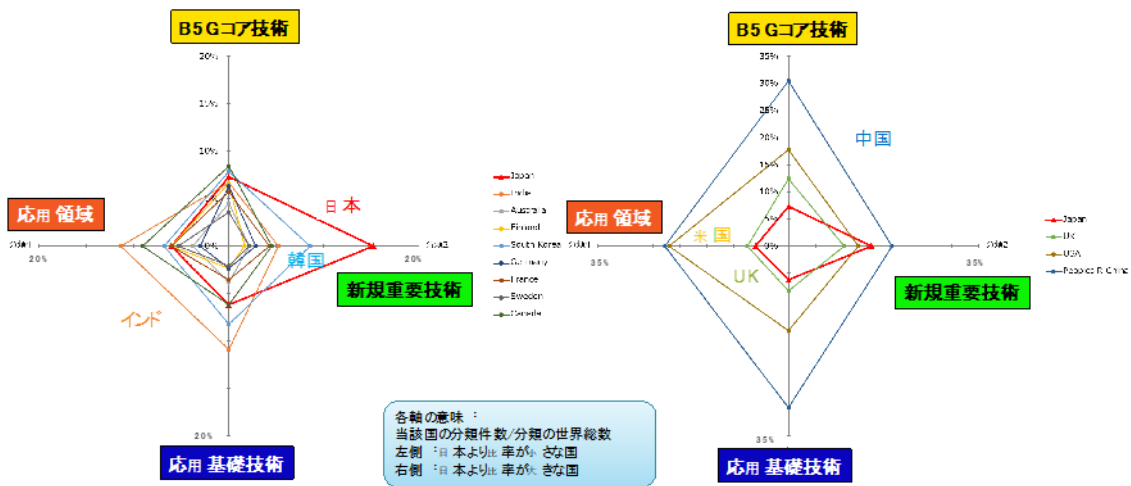 B5Gコア技術
20%
15%
10%
0%
20%
20%
20%
応用 領域
日本
韓国
インド
新規重要技術
応用 基礎技術
Japan
India
Australia
Finland
South Korea
Germany
France
Sweden
Canada
B5Gコア技術
35%
30%
25%
20%
15%
10%
5%
0%
35%
35%
35%
応用 領域
中国
米国
UK
新規重要技術
応用 基礎技術
Japan
UK
USA
Peoples R China
各軸の意味：
当該国の分類件数/分類の世界総数
左側：日本より比率が小さな国
右側：日本より比率が大きな国